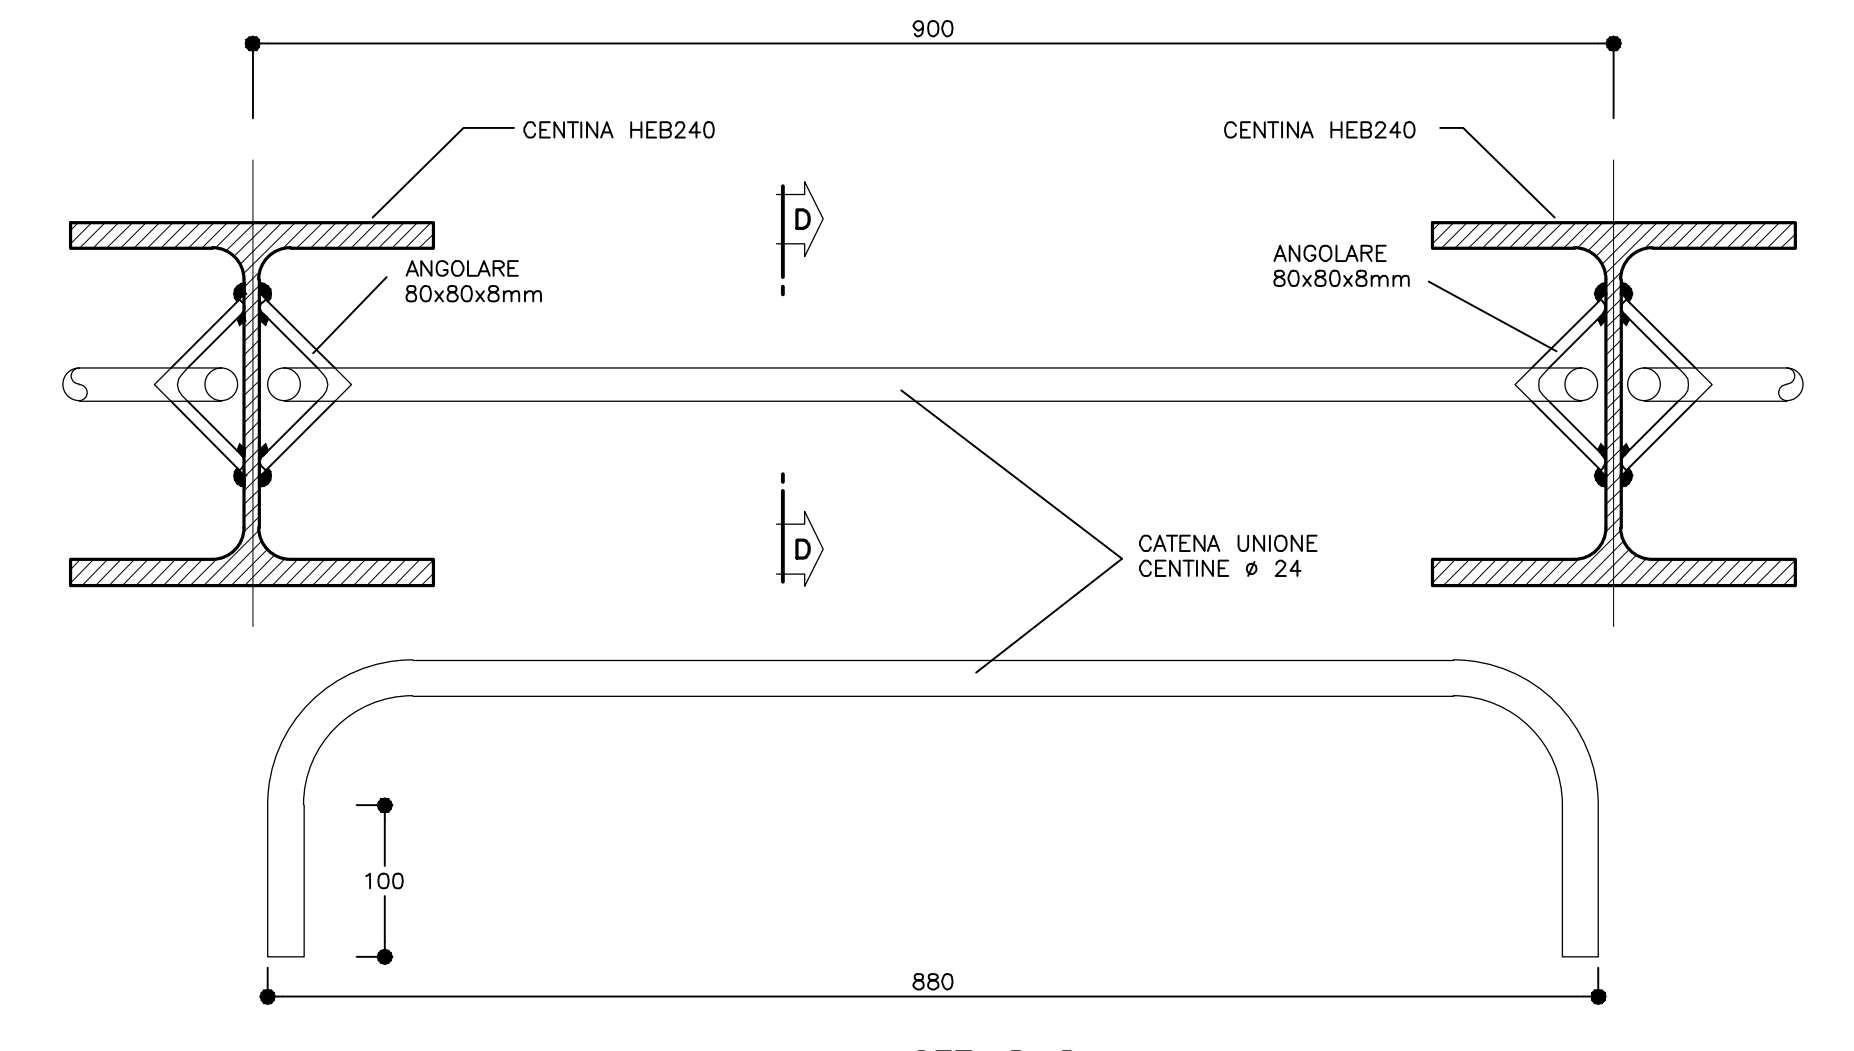 900
CENTINA HEB240
CENTINA HEB240
D
ANGOLARE
80x80x8mm
ANGOLARE
80x80x8mm
D
CATENA UNIONE
CENTINE ø 24
100
880